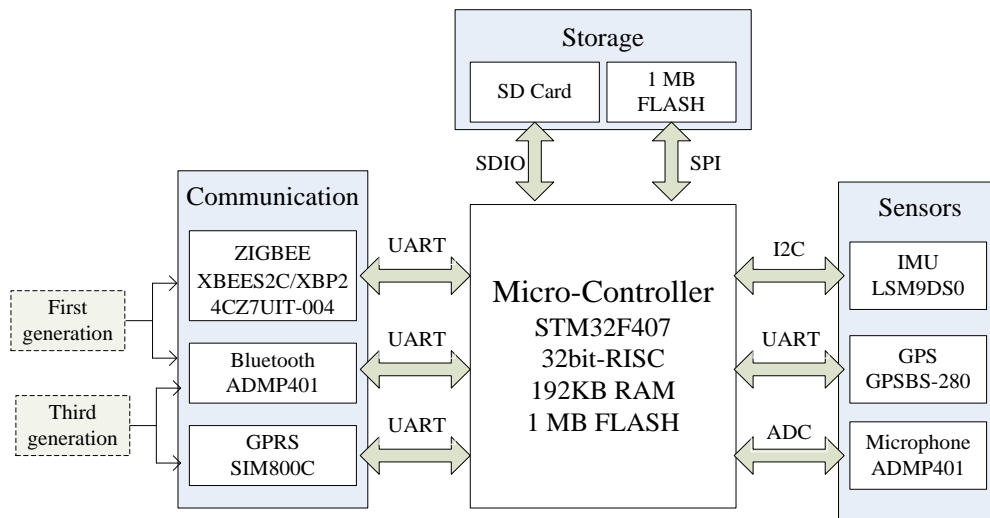 Storage
SD Card
1 MB
FLASH
SDIO
SPI
Communication
ZIGBEE
XBEES2C/XBP2
4CZ7UIT-004
Bluetooth
ADMP401
GPRS
SIM800C
First
generation
Third
generation
UART
UART
UART
Micro-Controller
STM32F407
32bit-RISC
192KB RAM
1 MB FLASH
I2C
UART
ADC
Sensors
IMU
LSM9DS0
GPS
GPSBS-280
Microphone
ADMP401